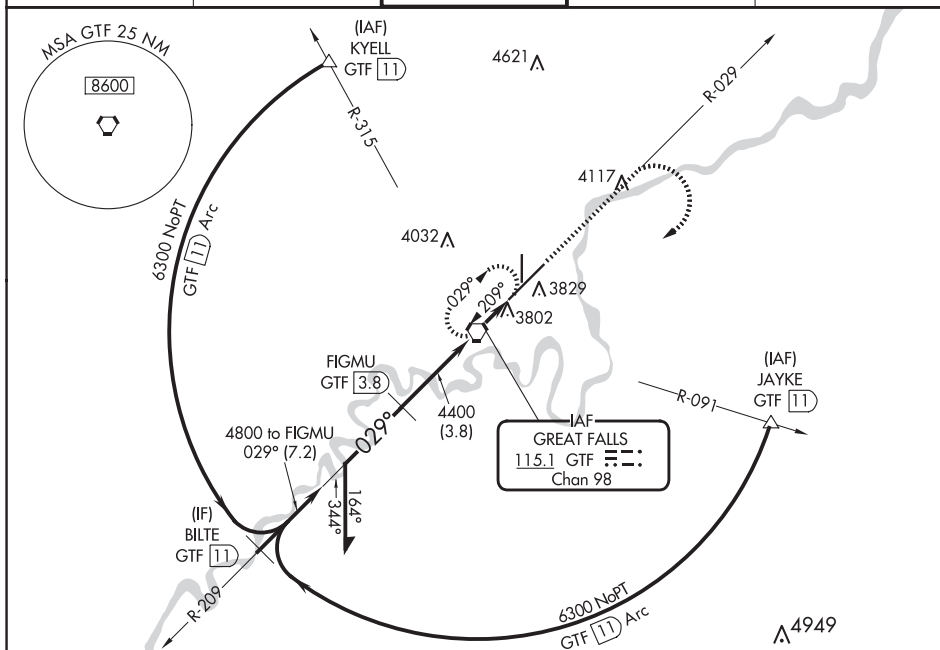 MSA GTF 25 NM
8600
(IAF)
KYELL
GTF 11
4621
R-029
R-315
4117
6300 NoPT
GTF 11 Arc
4032
029°
209°
3829
3802
FIGMU
GTF 3.8
(IAF)
JAYKE
GTF 11
R-091
4400
(3.8)
IAF
GREAT FALLS
115.1 GTF
Chan 98
4800 to FIGMU
029° (7.2)
029°
344°
164°
(IF)
BILTE
GTF 11
R-209
6300 NoPT
GTF 11 Arc
4949